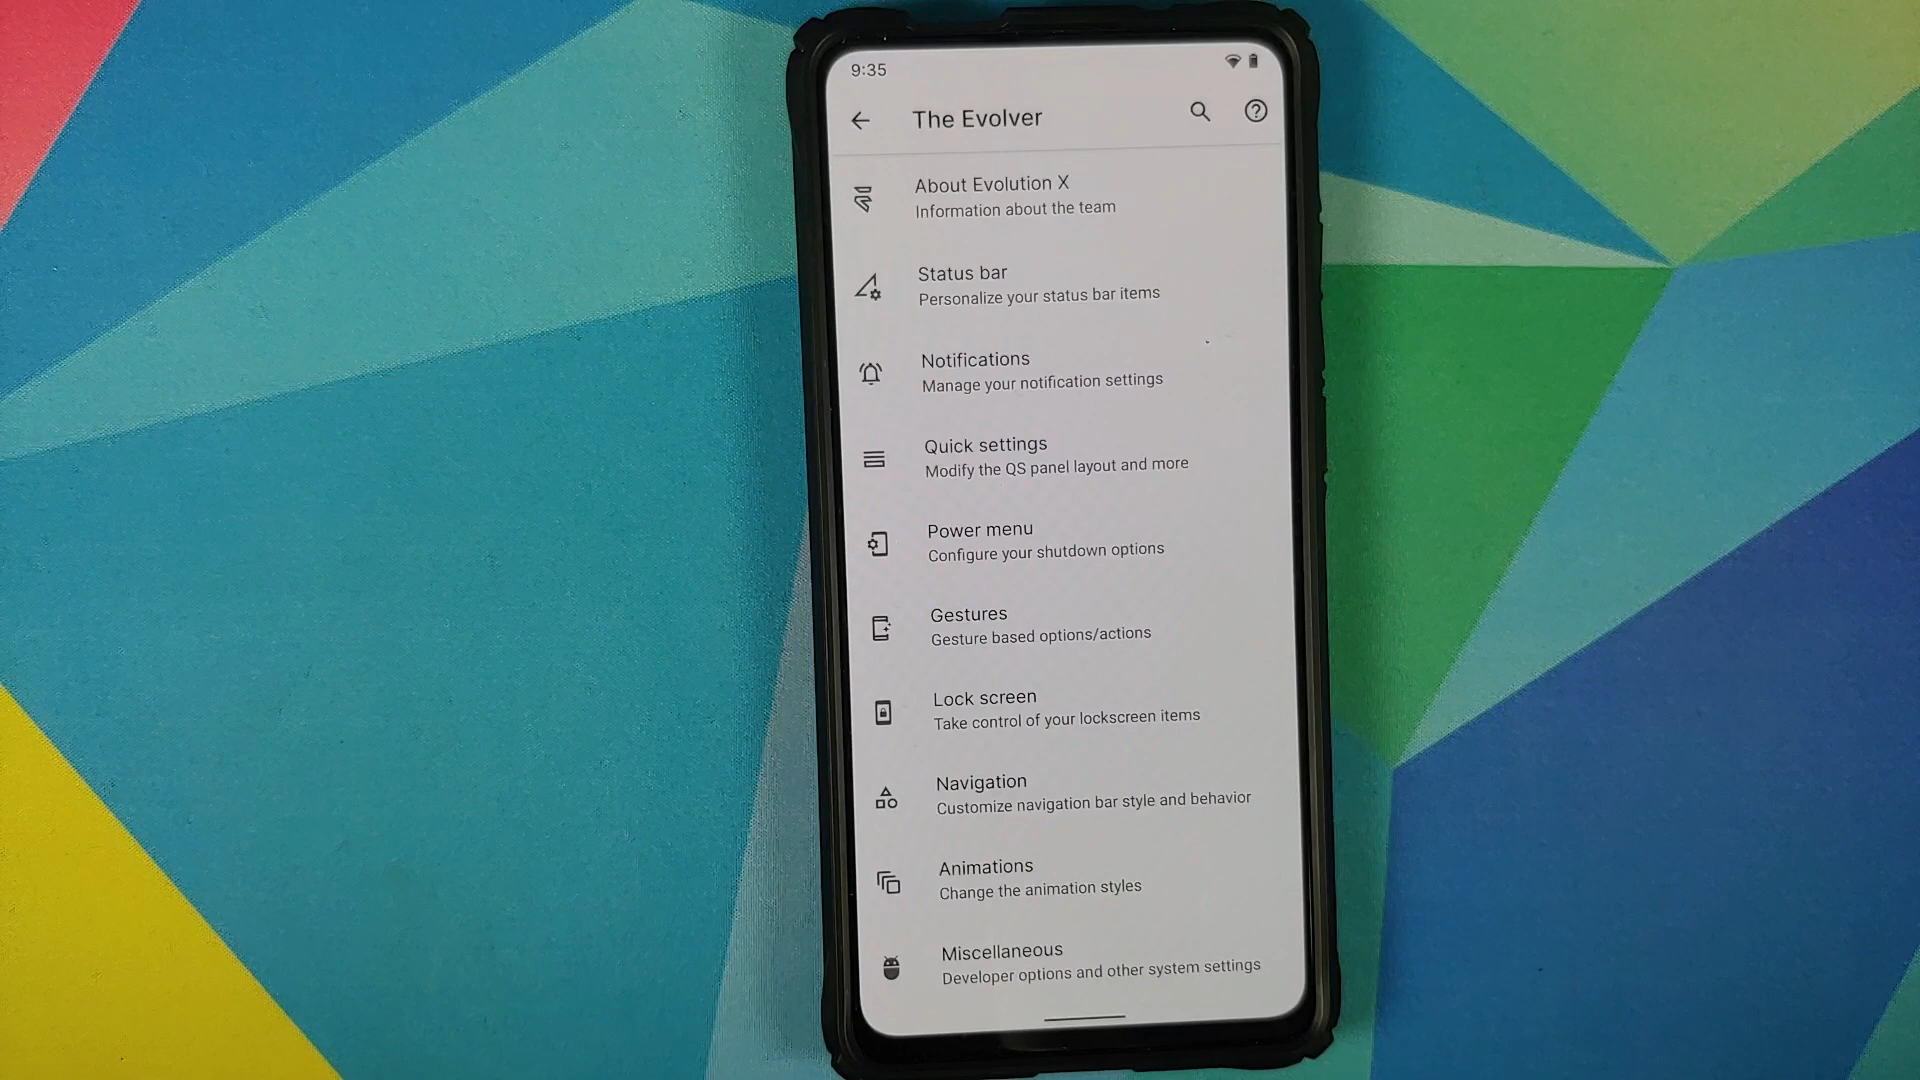 9:35
The Evolver
About Evolution X
Information about the team
Status bar
Personalize your status bar items
Notifications
Manage your notification settings
Quick settings
Modify the QS panel layout and more
Power menu
Configure your shutdown options
Gestures
Gesture based options/actions
Lock screen
Take control of your lockscreen items
Navigation
Customize navigation bar style and behavior
Animations
Change the animation styles
Miscellaneous
Developer options and other system settings